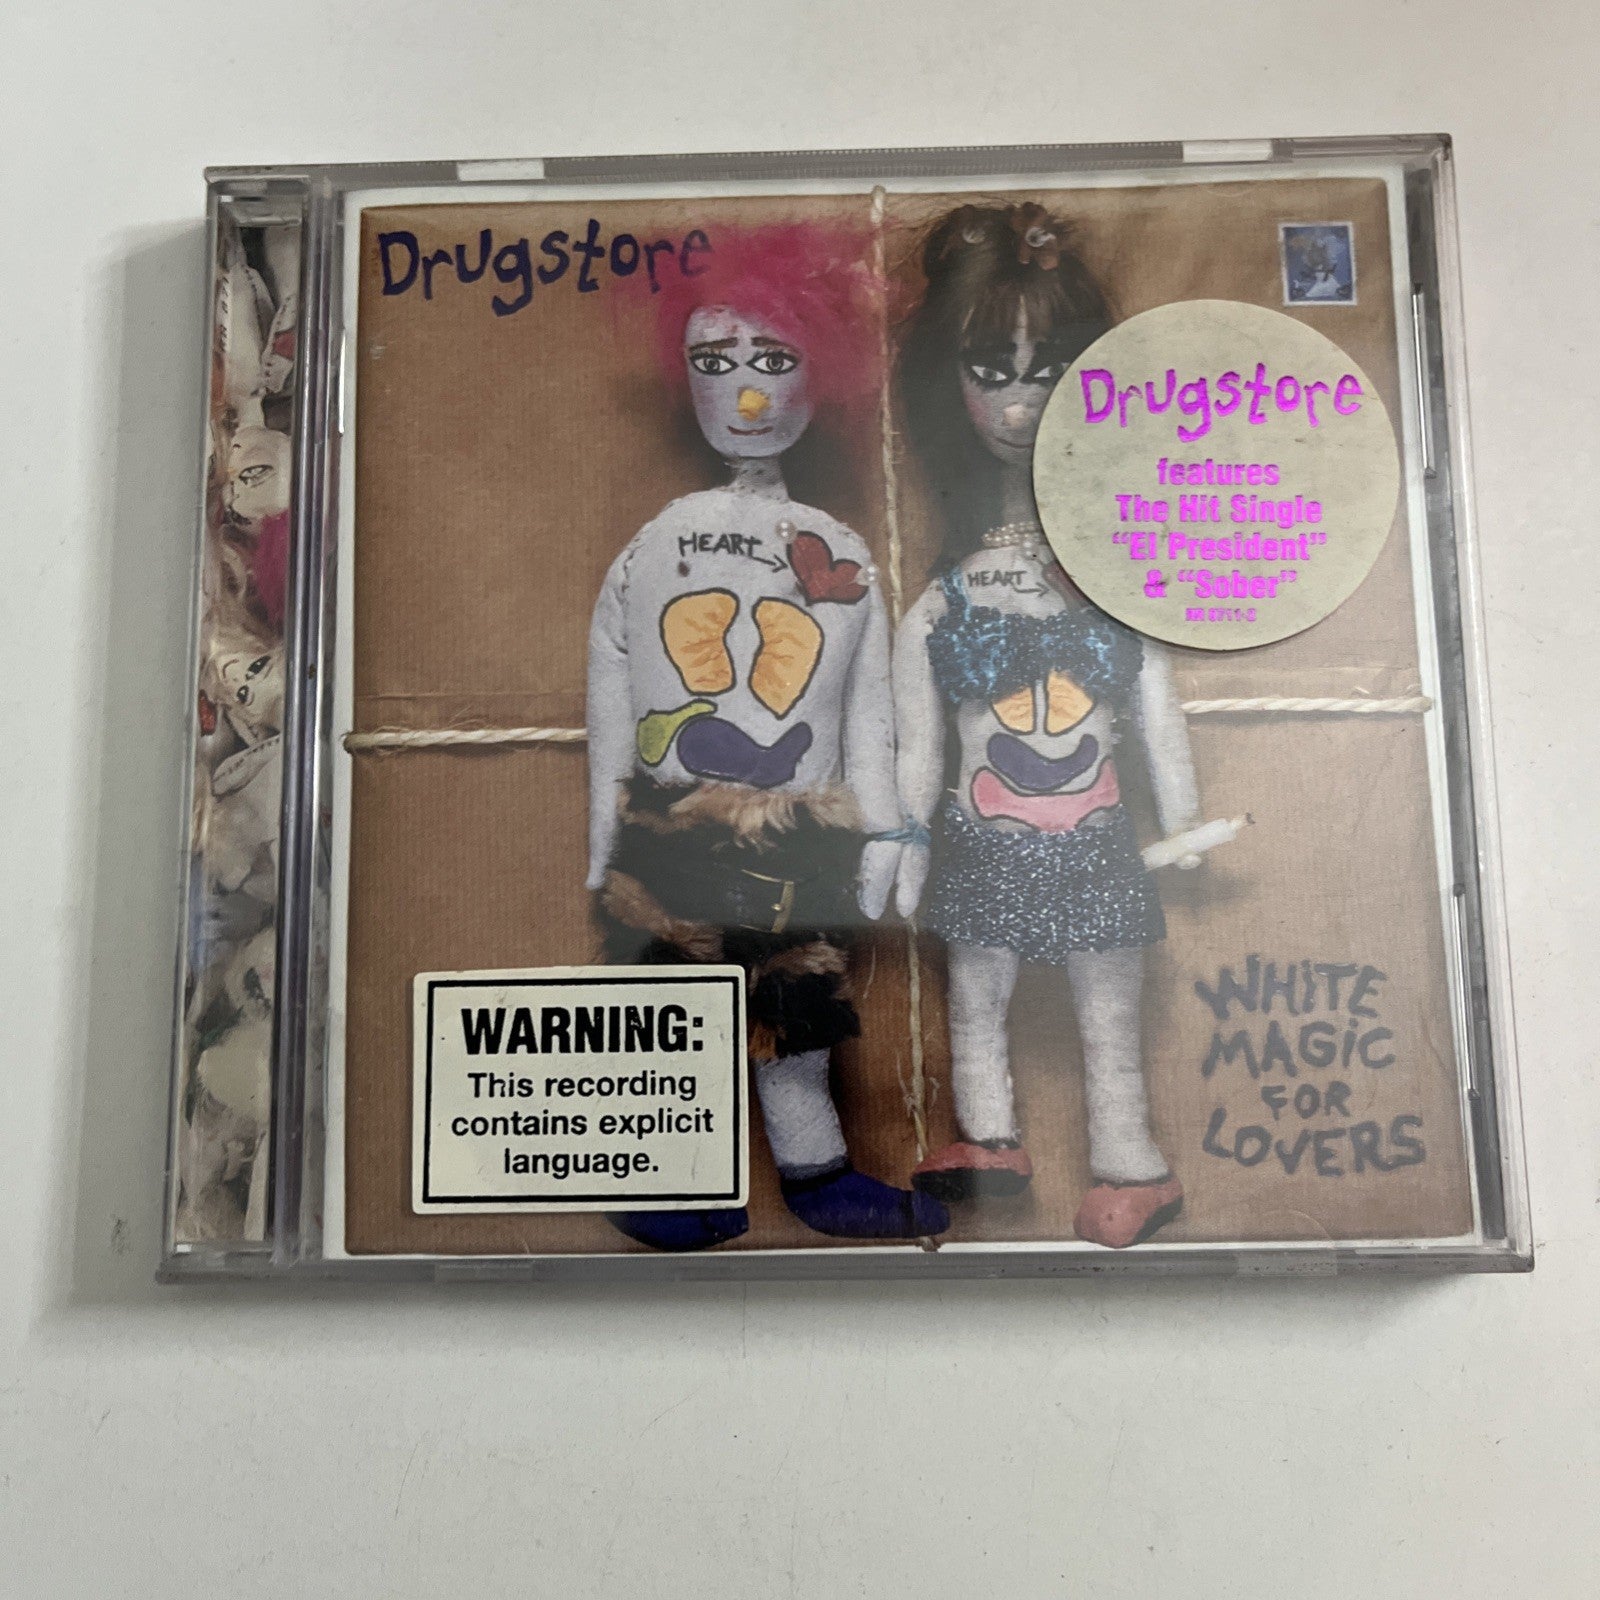 Drugstore
Drugstore
features
The Hit Single
"El President"
& "Sober"
HEART
HEART
WARNING:
This recording
contains explicit
language.
WHITE
MAGIC
FOR
LOVERS